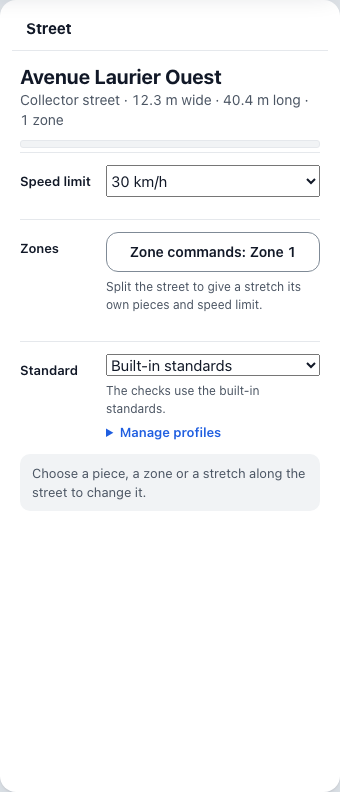 Street
Avenue Laurier Ouest
Collector street · 12.3 m wide · 40.4 m long ·
1 zone
Speed limit
30 km/h
Zones
Zone commands: Zone 1
Split the street to give a stretch its
own pieces and speed limit.
Standard
Built-in standards
The checks use the built-in
standards.
Manage profiles
Choose a piece, a zone or a stretch along the
street to change it.